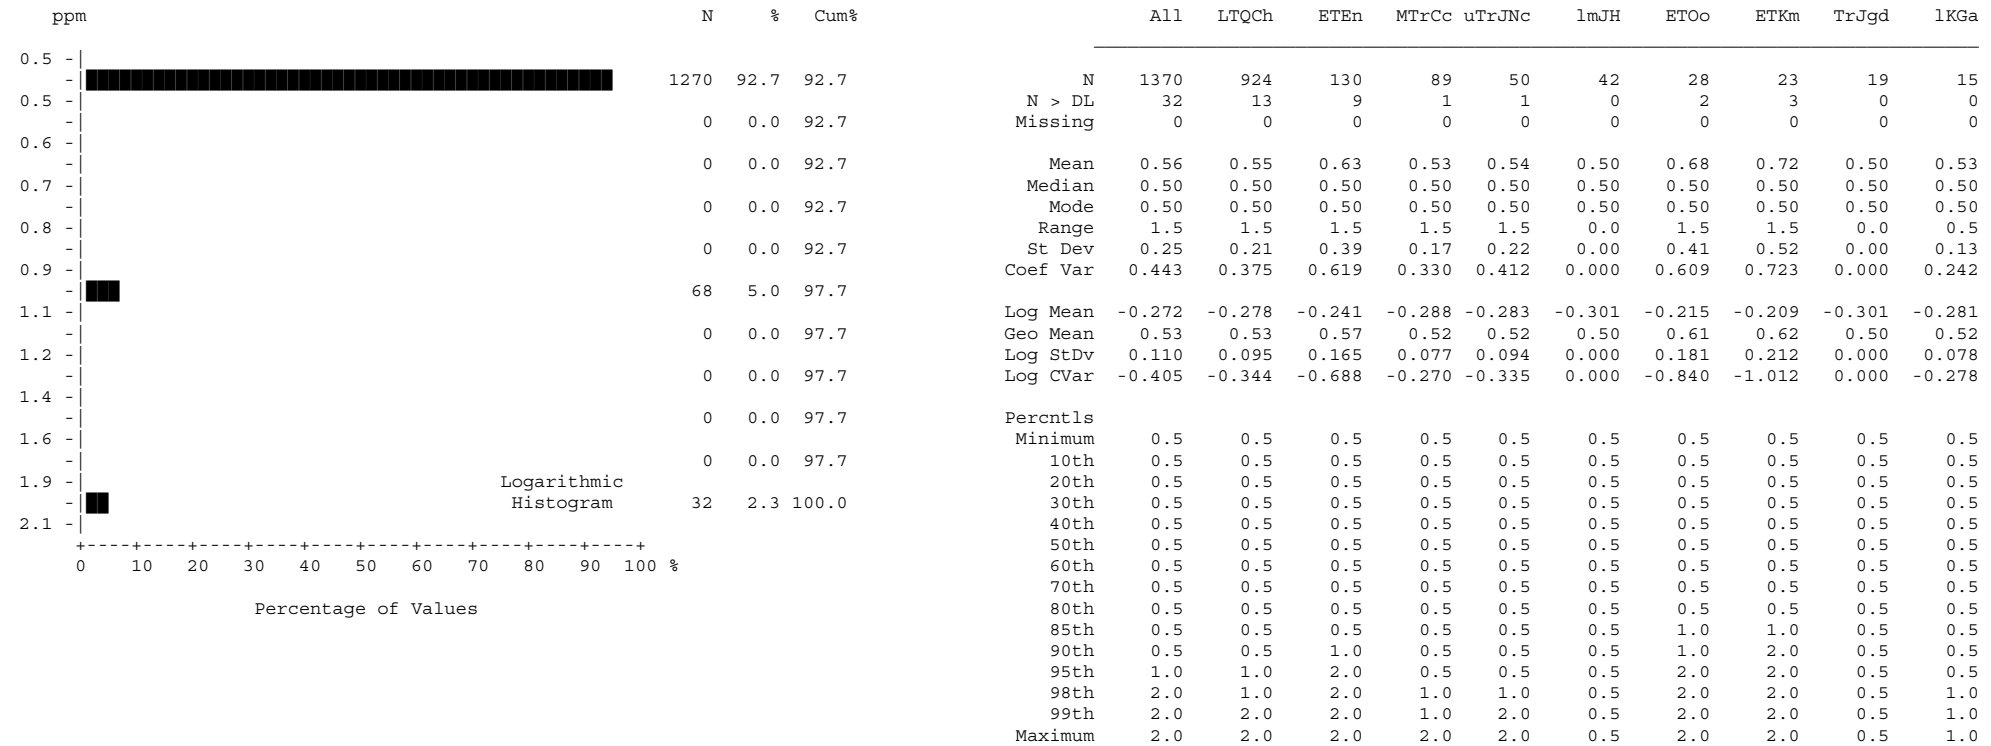 ppm N % Cum% All LTQCh ETEn MTrCc uTrJNc lmJH ETOo ETKm TrJgd lKGa
0.5 -|
-| 1270 92.7 92.7 N 1370 924 130 89 50 42 28 23 19 15
0.5 -| N > DL 32 13 9 1 1 0 2 3 0 0
-| 0 0.0 92.7 Missing 0 0 0 0 0 0 0 0 0 0
0.6 -|
-| 0 0.0 92.7 Mean 0.56 0.55 0.63 0.53 0.54 0.50 0.68 0.72 0.50 0.53
0.7 -| Median 0.50 0.50 0.50 0.50 0.50 0.50 0.50 0.50 0.50 0.50
-| 0 0.0 92.7 Mode 0.50 0.50 0.50 0.50 0.50 0.50 0.50 0.50 0.50 0.50
0.8 -| Range 1.5 1.5 1.5 1.5 1.5 0.0 1.5 1.5 0.0 0.5
-| 0 0.0 92.7 St Dev 0.25 0.21 0.39 0.17 0.22 0.00 0.41 0.52 0.00 0.13
0.9 -| Coef Var 0.443 0.375 0.619 0.330 0.412 0.000 0.609 0.723 0.000 0.242
-| 68 5.0 97.7
1.1 -| Log Mean -0.272 -0.278 -0.241 -0.288 -0.283 -0.301 -0.215 -0.209 -0.301 -0.281
-| 0 0.0 97.7 Geo Mean 0.53 0.53 0.57 0.52 0.52 0.50 0.61 0.62 0.50 0.52
1.2 -| Log StDv 0.110 0.095 0.165 0.077 0.094 0.000 0.181 0.212 0.000 0.078
-| 0 0.0 97.7 Log CVar -0.405 -0.344 -0.688 -0.270 -0.335 0.000 -0.840 -1.012 0.000 -0.278
1.4 -|
-| 0 0.0 97.7 Percntls
1.6 -| Minimum 0.5 0.5 0.5 0.5 0.5 0.5 0.5 0.5 0.5 0.5
-| 0 0.0 97.7 10th 0.5 0.5 0.5 0.5 0.5 0.5 0.5 0.5 0.5 0.5
1.9 -| Logarithmic 20th 0.5 0.5 0.5 0.5 0.5 0.5 0.5 0.5 0.5 0.5
-| Histogram 32 2.3 100.0 30th 0.5 0.5 0.5 0.5 0.5 0.5 0.5 0.5 0.5 0.5
2.1 -| 40th 0.5 0.5 0.5 0.5 0.5 0.5 0.5 0.5 0.5 0.5
+----+----+----+----+----+----+----+----+----+----+ 50th 0.5 0.5 0.5 0.5 0.5 0.5 0.5 0.5 0.5 0.5
0 10 20 30 40 50 60 70 80 90 100 % 60th 0.5 0.5 0.5 0.5 0.5 0.5 0.5 0.5 0.5 0.5
70th 0.5 0.5 0.5 0.5 0.5 0.5 0.5 0.5 0.5 0.5
Percentage of Values 80th 0.5 0.5 0.5 0.5 0.5 0.5 0.5 0.5 0.5 0.5
85th 0.5 0.5 0.5 0.5 0.5 0.5 1.0 1.0 0.5 0.5
90th 0.5 0.5 1.0 0.5 0.5 0.5 1.0 2.0 0.5 0.5
95th 1.0 1.0 2.0 0.5 0.5 0.5 2.0 2.0 0.5 0.5
98th 2.0 1.0 2.0 1.0 1.0 0.5 2.0 2.0 0.5 1.0
99th 2.0 2.0 2.0 1.0 2.0 0.5 2.0 2.0 0.5 1.0
Maximum 2.0 2.0 2.0 2.0 2.0 0.5 2.0 2.0 0.5 1.0